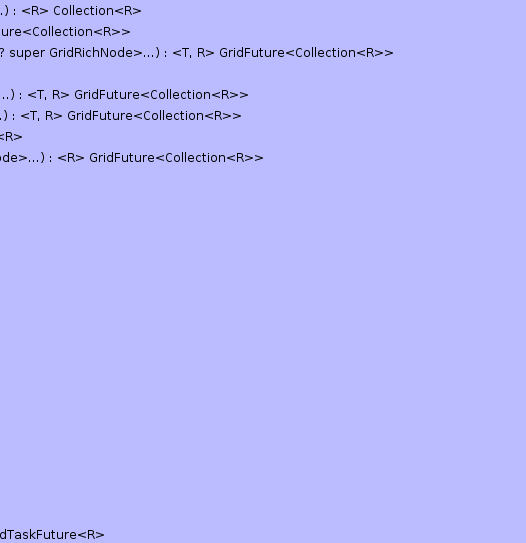 .) : <R> Collection<R>
ure<Collection<R>>
? super GridRichNode>...) : <T, R> GridFuture<Collection<R>>
..) : <T, R> GridFuture<Collection<R>>
.) : <T, R> GridFuture<Collection<R>>
<R>
ode>...) : <R> GridFuture<Collection<R>>
dTaskFuture<R>